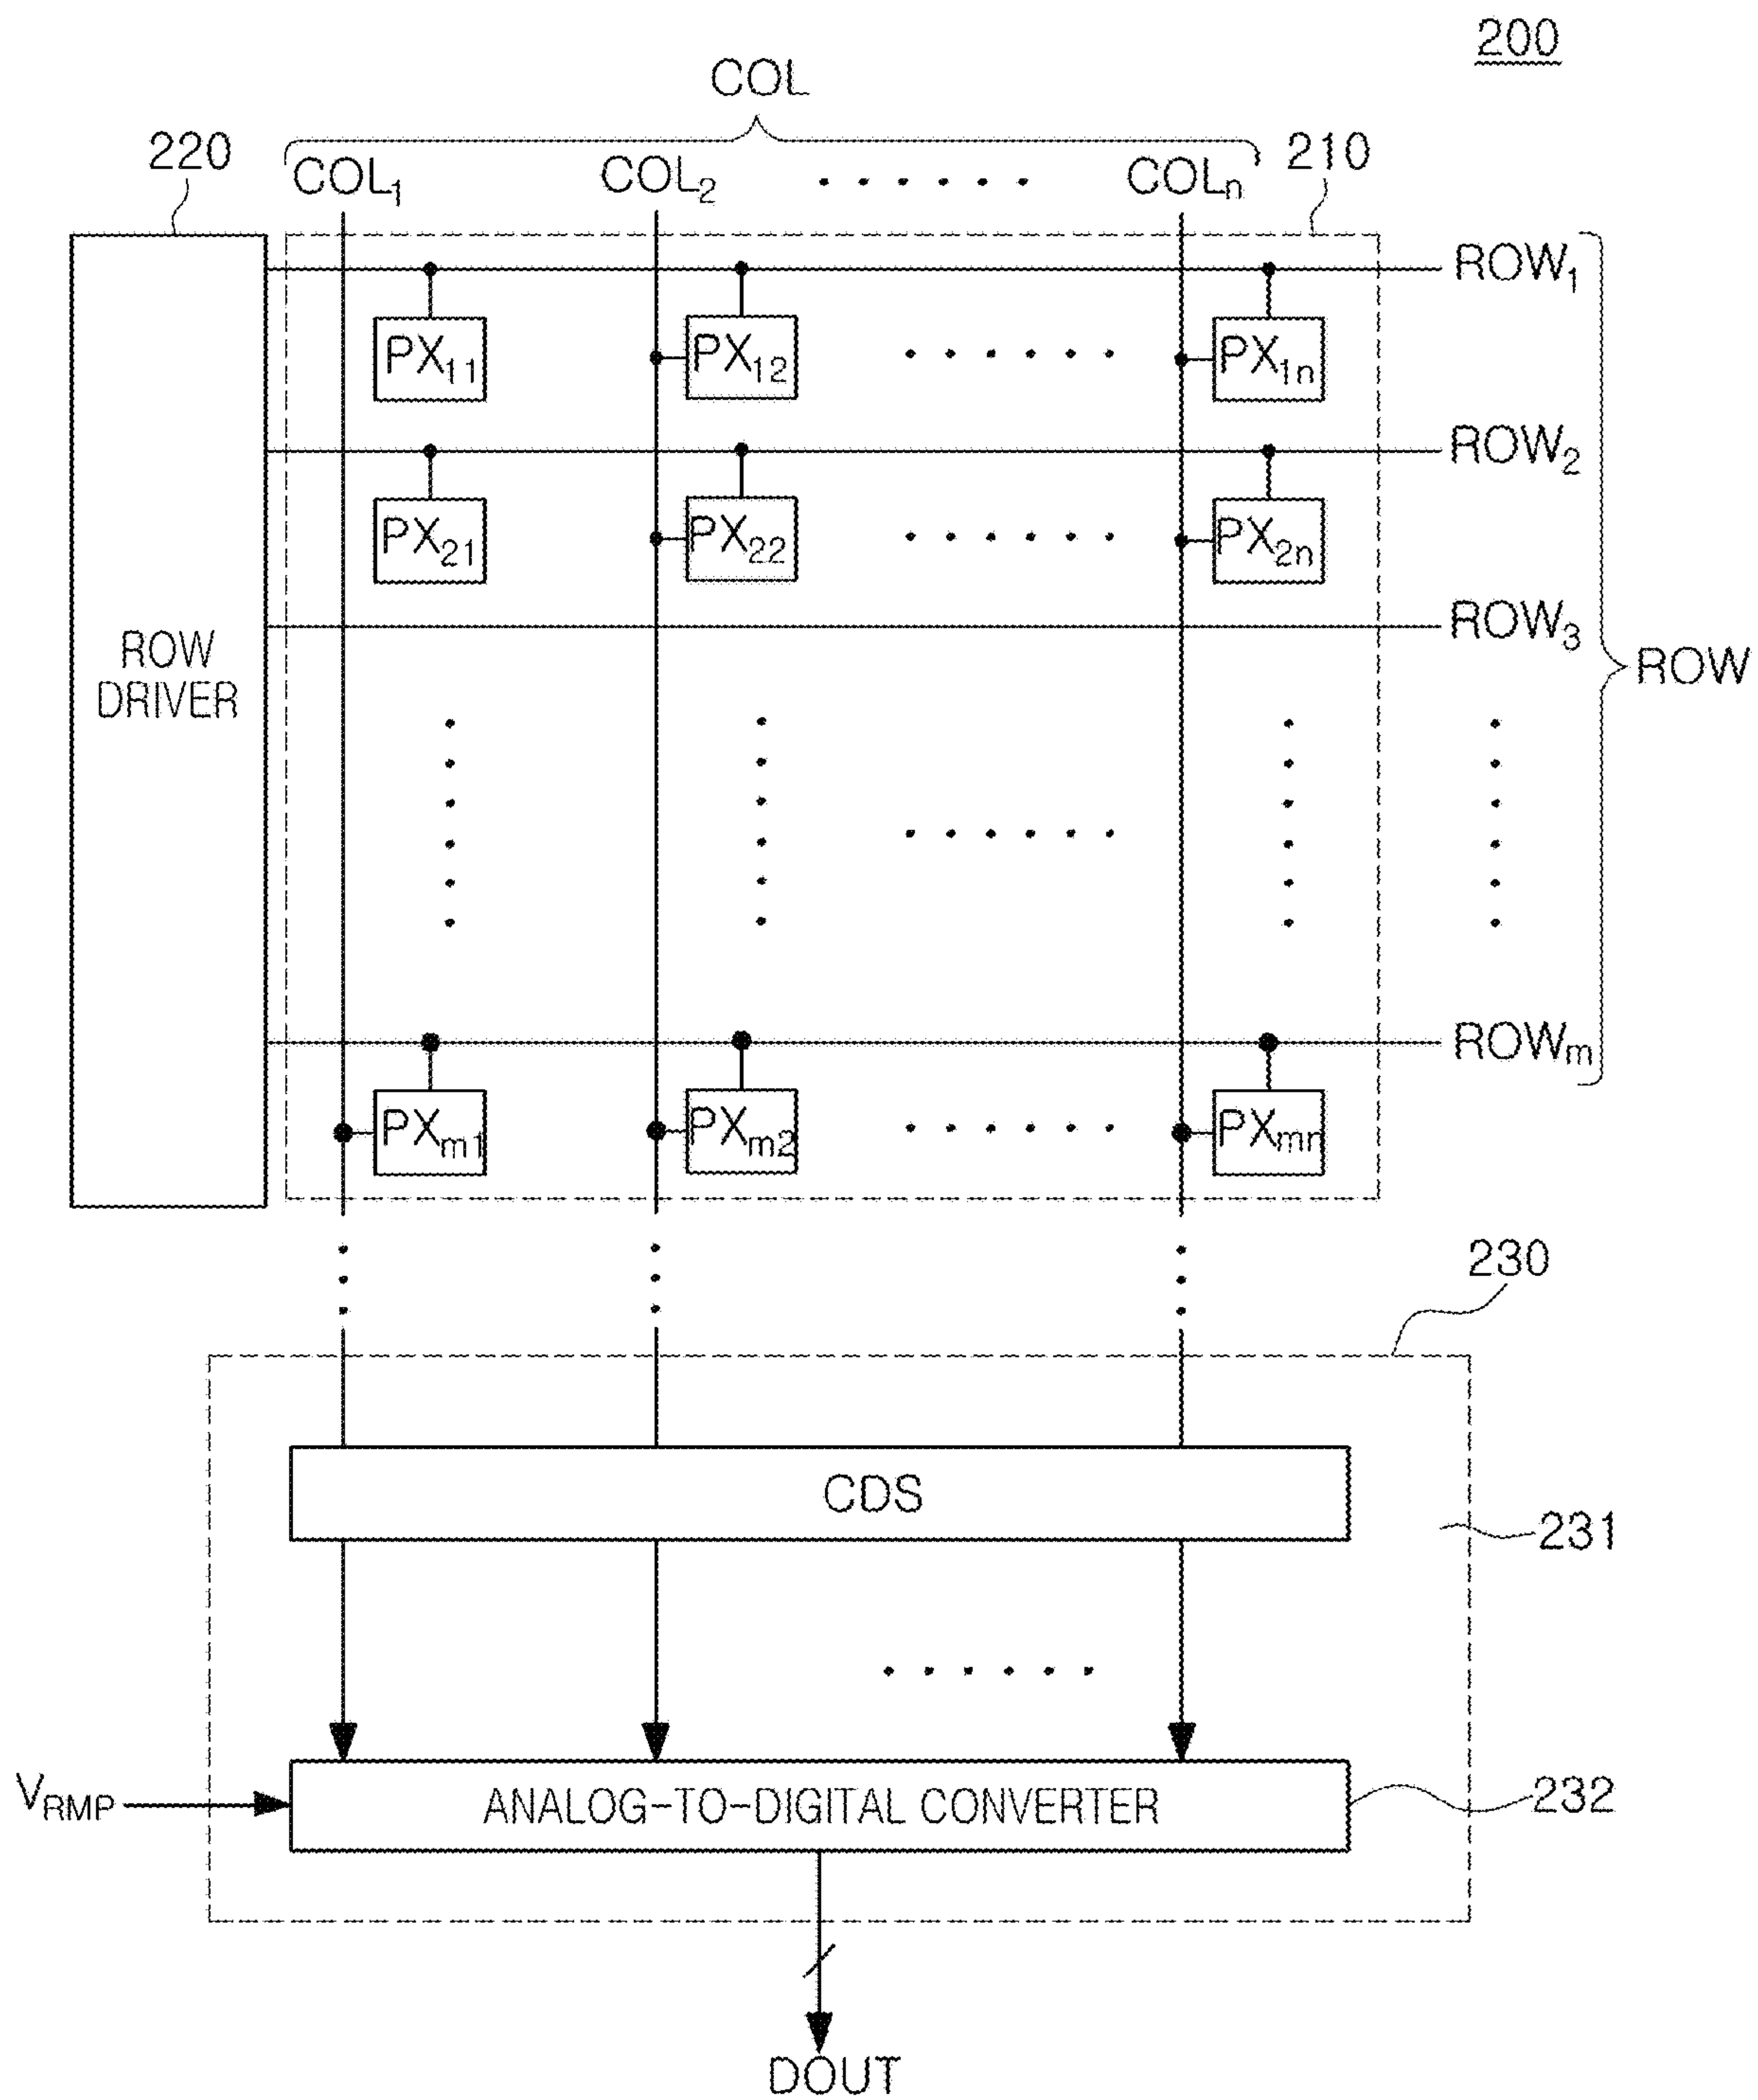 200
COL
220
COL₁ COL₂ ...... COLₙ
210
ROW₁
PX₁₁ PX₁₂ ...... PX₁ₙ
ROW₂
PX₂₁ PX₂₂ ...... PX₂ₙ
ROW₃
ROW
DRIVER
ROW
ROWₘ
PXₘ₁ PXₘ₂ ...... PXₘₙ
230
CDS
231
V_RMP
ANALOG-TO-DIGITAL CONVERTER
232
DOUT